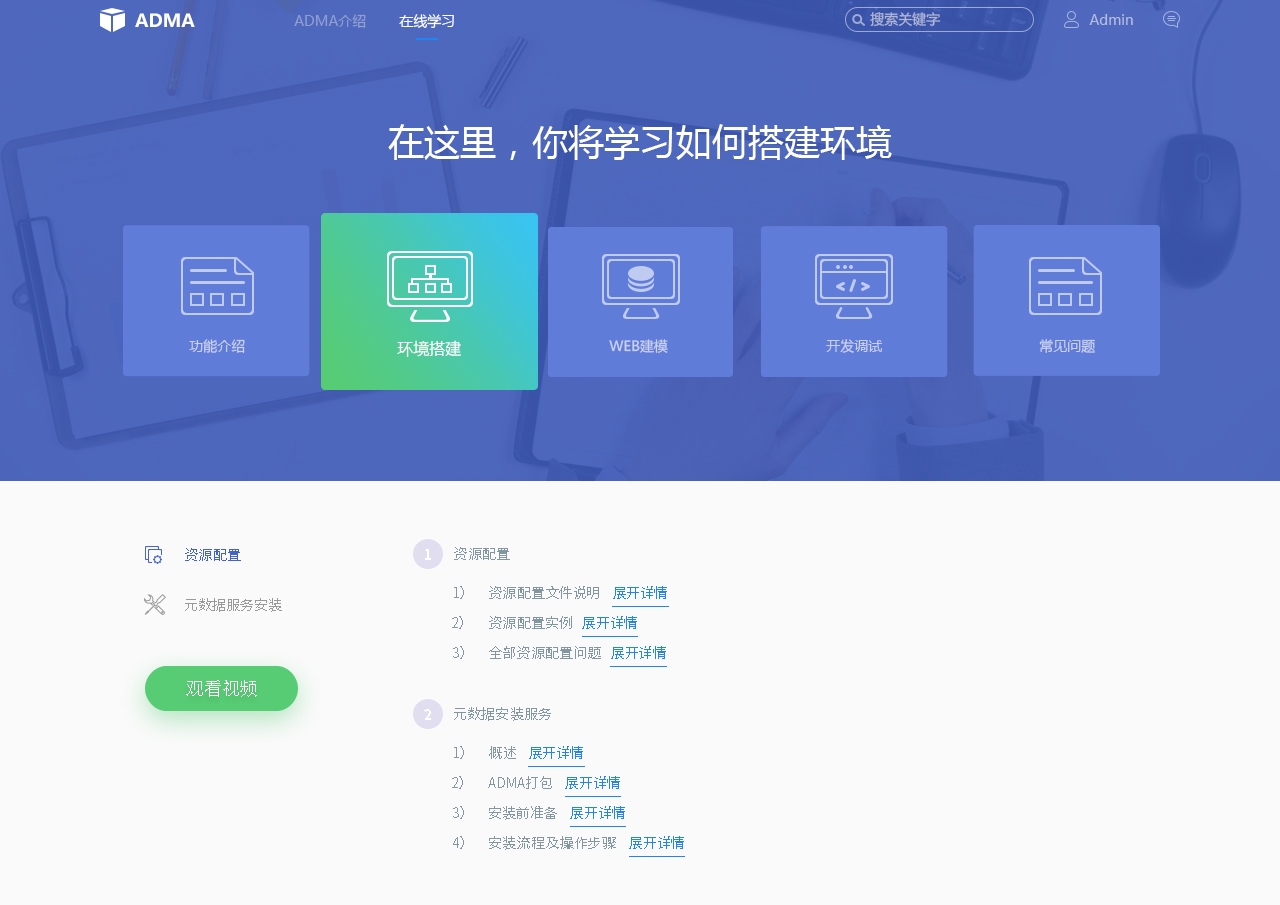 ADMA ADMA介绍 在线学习 搜索关键字 Admin
在这里，你将学习如何搭建环境
功能介绍 环境搭建 WEB建模 开发调试 常见问题
资源配置
元数据服务安装
观看视频
1 资源配置
1） 资源配置文件说明 展开详情
2） 资源配置实例 展开详情
3） 全部资源配置问题 展开详情
2 元数据安装服务
1） 概述 展开详情
2） ADMA打包 展开详情
3） 安装前准备 展开详情
4） 安装流程及操作步骤 展开详情